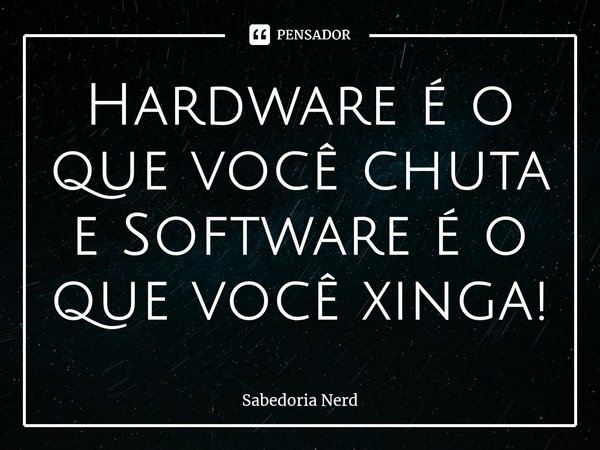 PENSADOR
Hardware é o
que você chuta
e Software é o
que você xinga!
Sabedoria Nerd